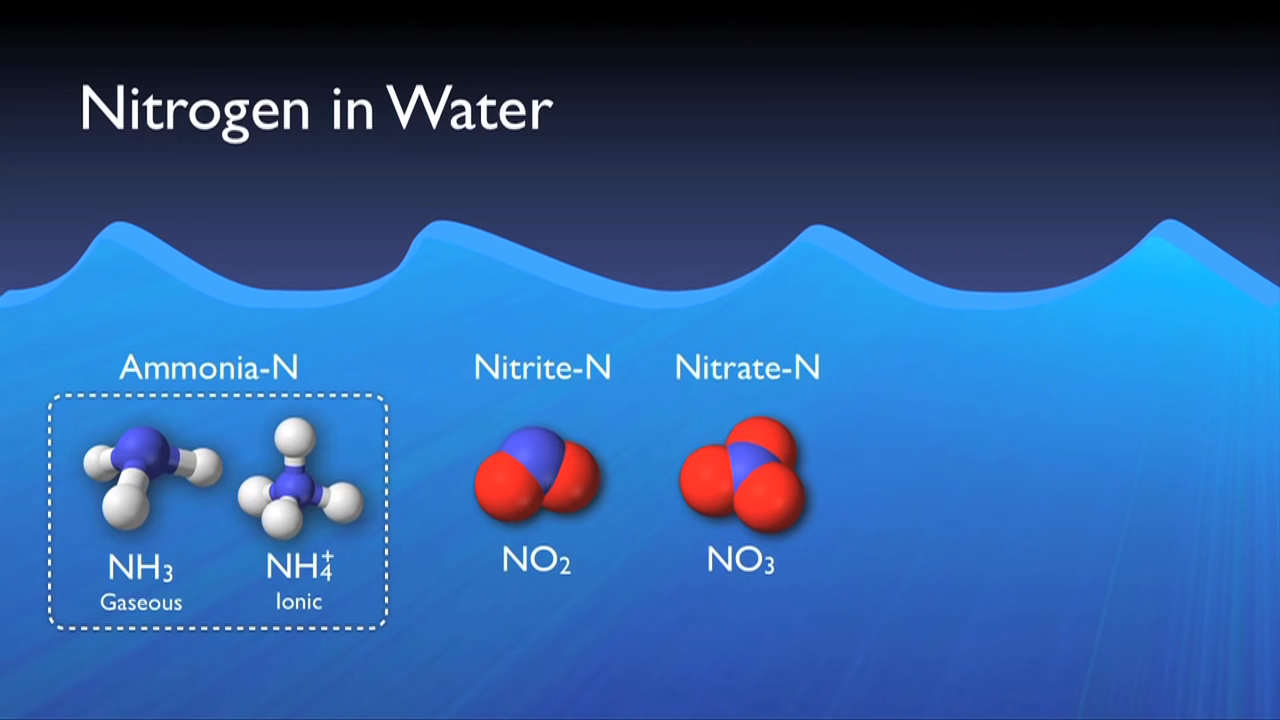 Nitrogen in Water
Ammonia-N
Nitrite-N
Nitrate-N
NH₃
Gaseous
NH₄⁺
Ionic
NO₂
NO₃